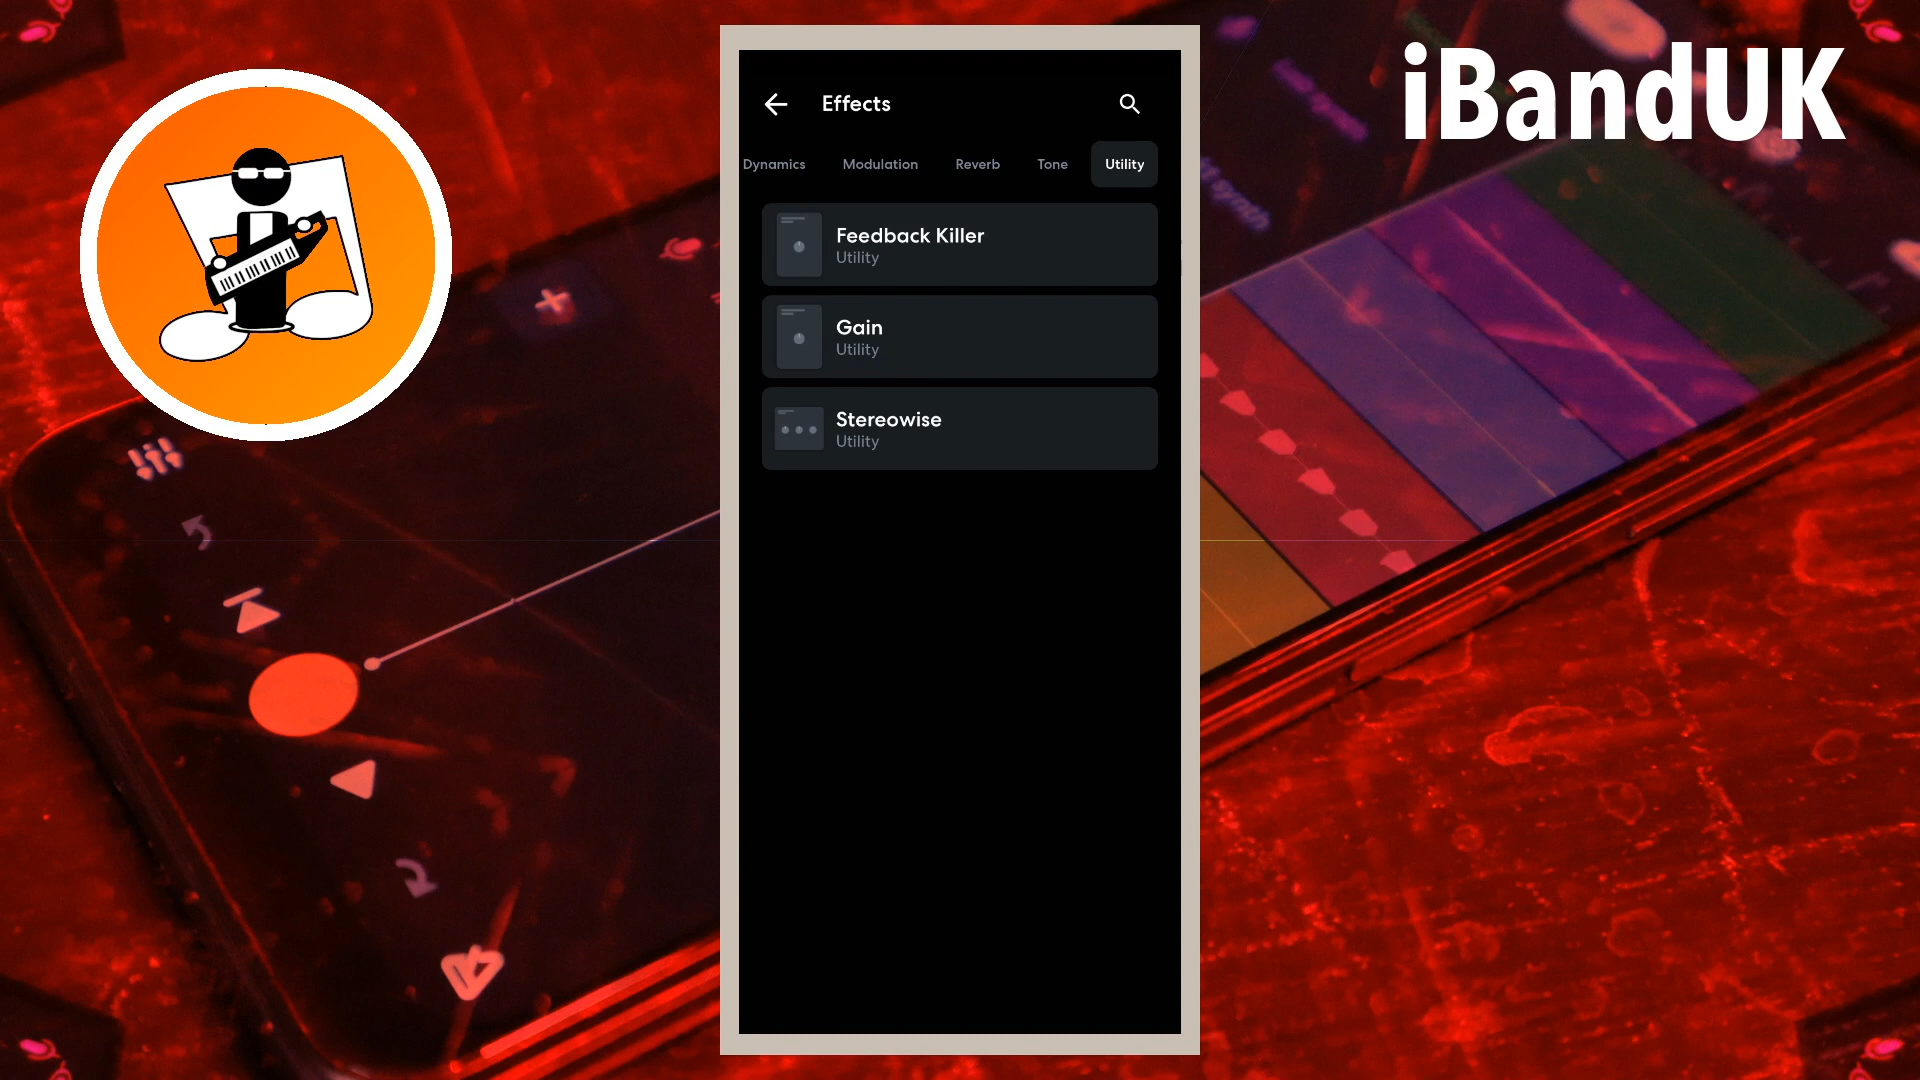 iBandUK
Effects
Dynamics Modulation Reverb Tone Utility
Feedback Killer
Utility
Gain
Utility
Stereowise
Utility